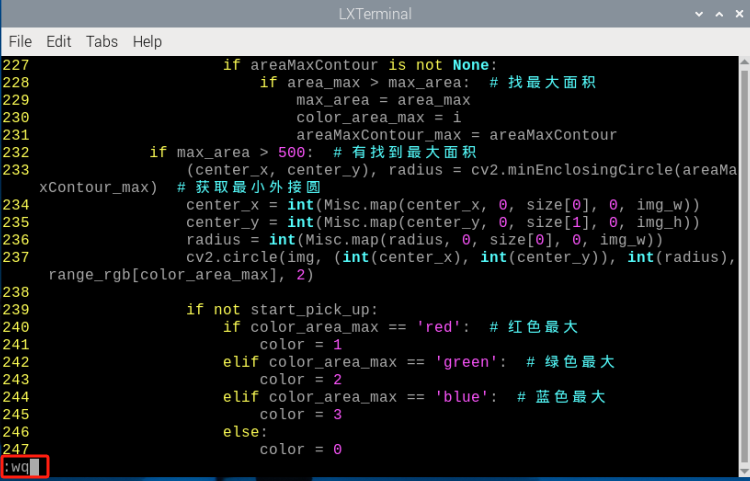 LXTerminal
File Edit Tabs Help
227                     if areaMaxContour is not None:
228                         if area_max > max_area:  # 找最大面积
229                             max_area = area_max
230                             color_area_max = i
231                             areaMaxContour_max = areaMaxContour
232             if max_area > 500:  # 有找到最大面积
233                 (center_x, center_y), radius = cv2.minEnclosingCircle(areaMa
xContour_max)  # 获取最小外接圆
234                 center_x = int(Misc.map(center_x, 0, size[0], 0, img_w))
235                 center_y = int(Misc.map(center_y, 0, size[1], 0, img_h))
236                 radius = int(Misc.map(radius, 0, size[0], 0, img_w))
237                 cv2.circle(img, (int(center_x), int(center_y)), int(radius),
range_rgb[color_area_max], 2)
238
239                 if not start_pick_up:
240                     if color_area_max == 'red':  # 红色最大
241                         color = 1
242                     elif color_area_max == 'green':  # 绿色最大
243                         color = 2
244                     elif color_area_max == 'blue':  # 蓝色最大
245                         color = 3
246                     else:
247                         color = 0
:wq